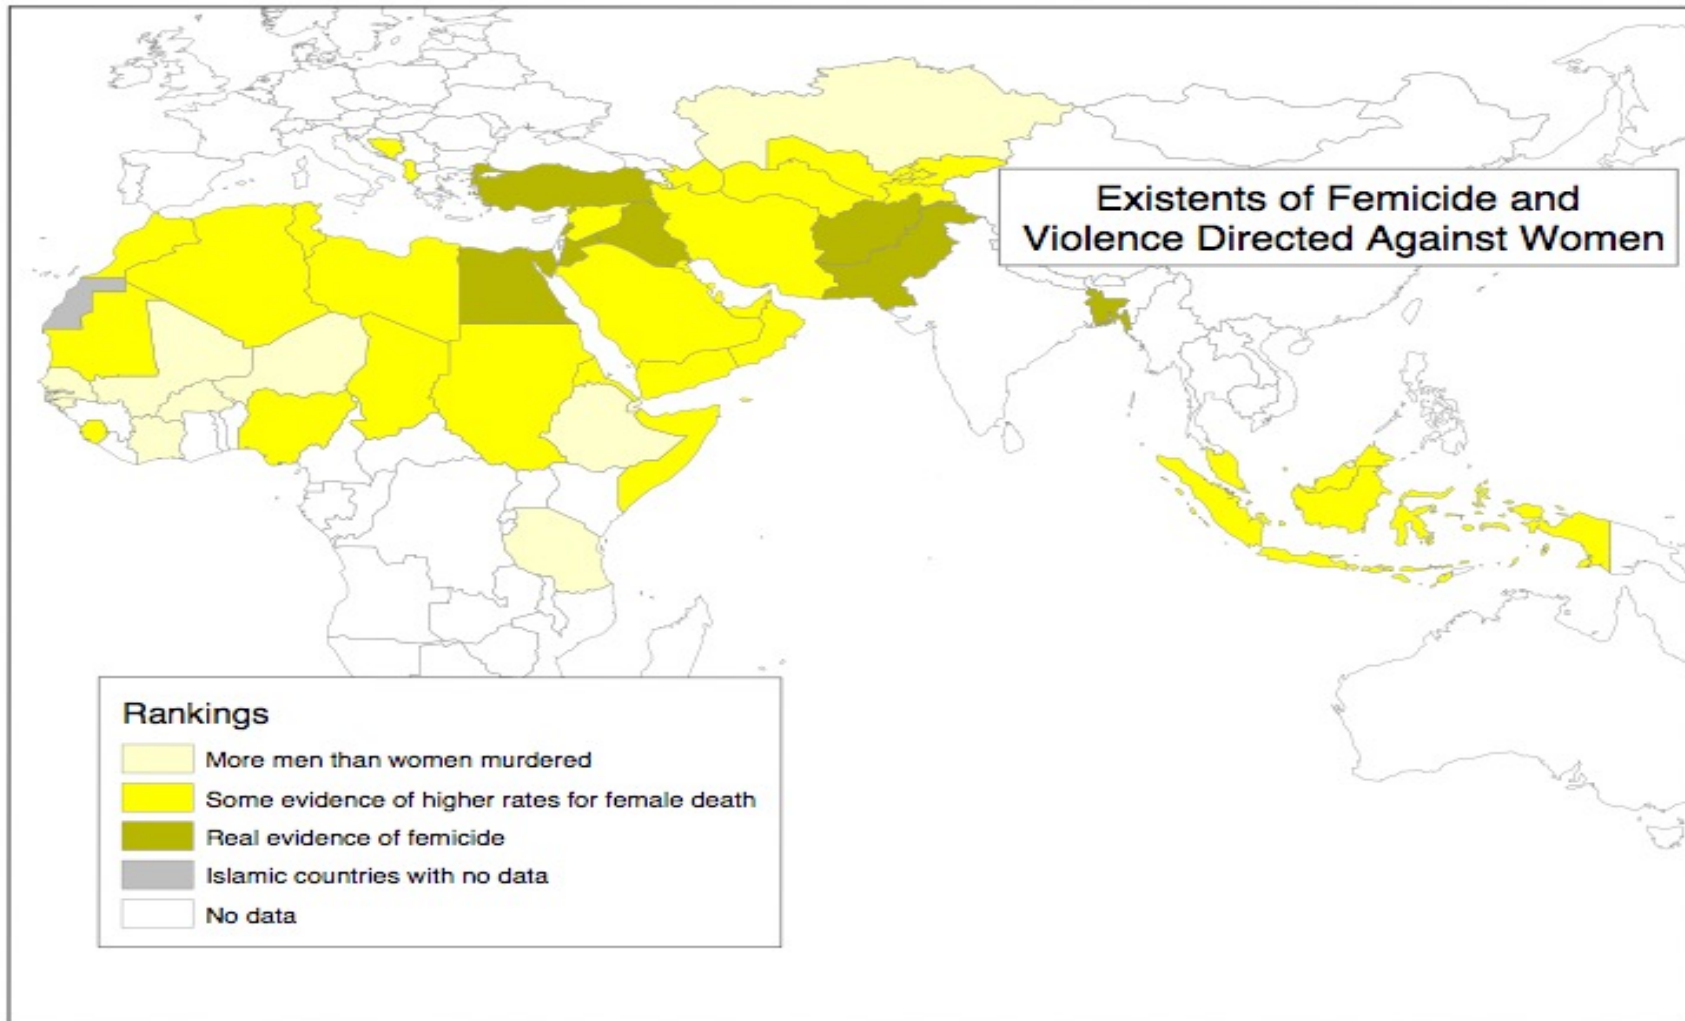 Existents of Femicide and
Violence Directed Against Women
Rankings
More men than women murdered
Some evidence of higher rates for female death
Real evidence of femicide
Islamic countries with no data
No data